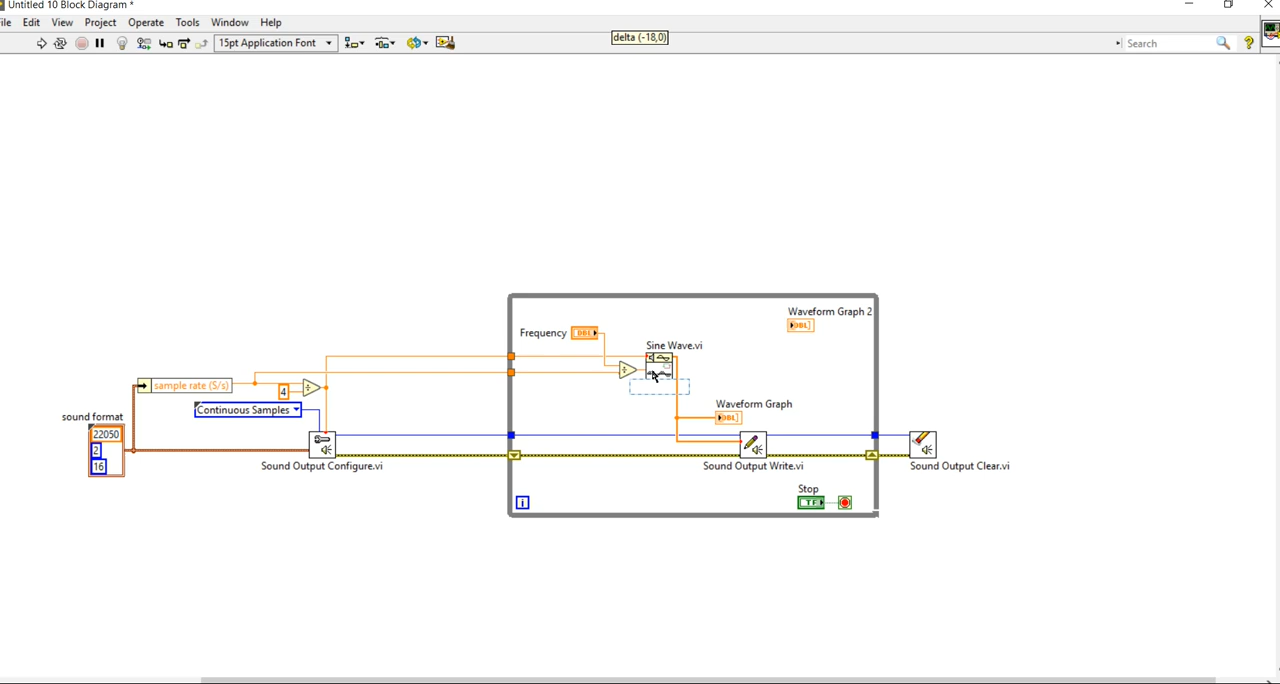 Untitled 10 Block Diagram *
ile Edit View Project Operate Tools Window Help
15pt Application Font
delta (-18,0)
Search
?
Waveform Graph 2
DBL
Frequency DBL
Sine Wave.vi
sample rate (S/s)
4
Continuous Samples
Waveform Graph
DBL
sound format
22050
2
16
Sound Output Configure.vi
Sound Output Write.vi
Sound Output Clear.vi
Stop
TF
i